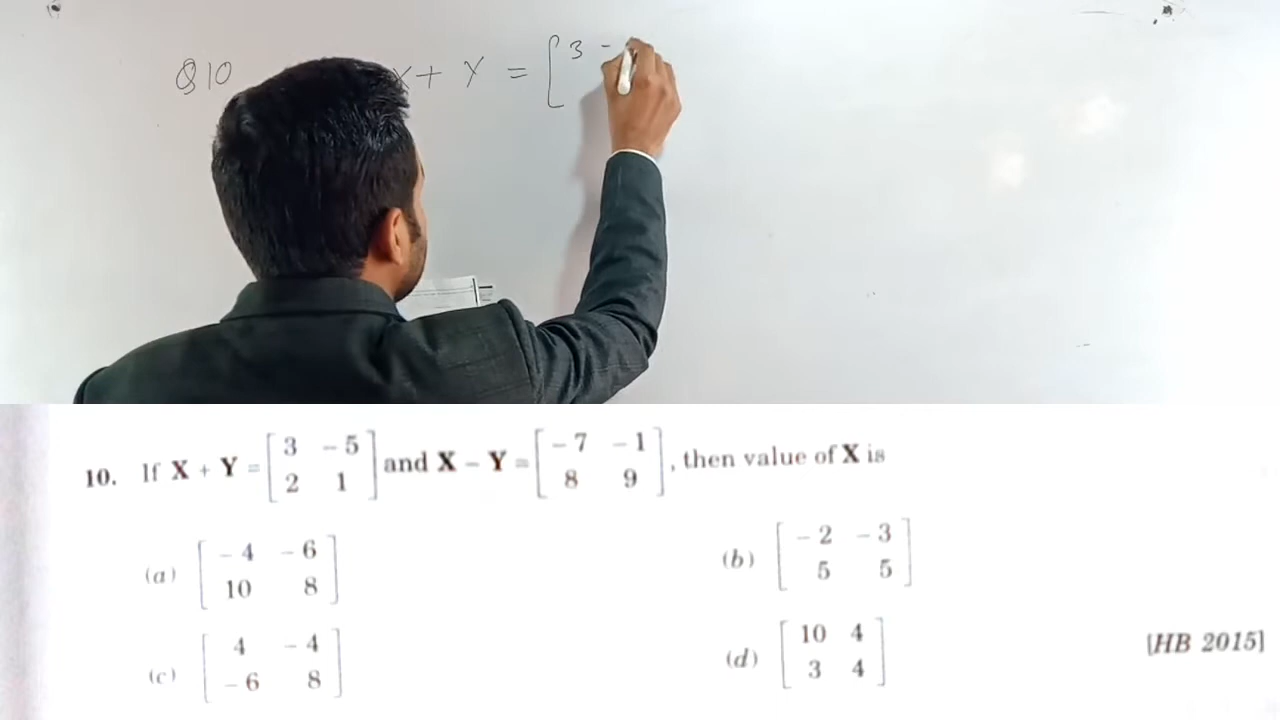 Q10 X + Y = [ 3 -
10. If X + Y = [ 3 - 5 ; 2 1 ] and X - Y = [ - 7 - 1 ; 8 9 ], then value of X is
(a) [ - 4 - 6 ; 10 8 ] (b) [ - 2 - 3 ; 5 5 ]
(c) [ 4 - 4 ; - 6 8 ] (d) [ 10 4 ; 3 4 ]
[HB 2015]